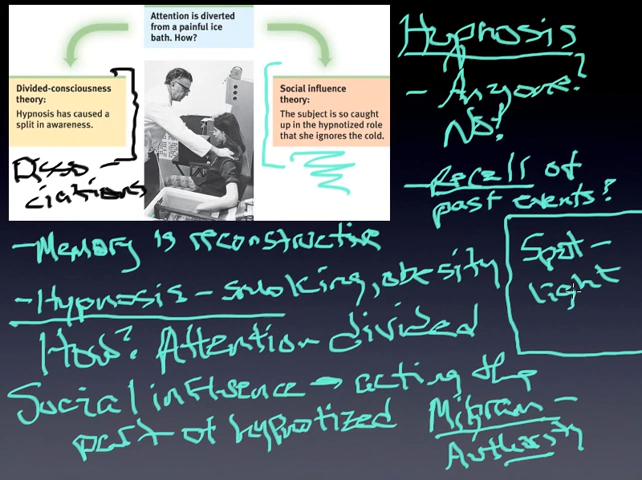 Attention is diverted
from a painful ice
bath. How?
Divided-consciousness
theory:
Hypnosis has caused a
split in awareness.
Social influence
theory:
The subject is so caught
up in the hypnotized role
that she ignores the cold.
Disso
ciations
Hypnosis
- Anyone?
No!
- Recall of
past events?
- Memory is reconstructive
- Hypnosis - smoking, obesity
How? Attention divided
Social influence - acting the
part of hypnotized
Spot-
light
Milgram -
Authority